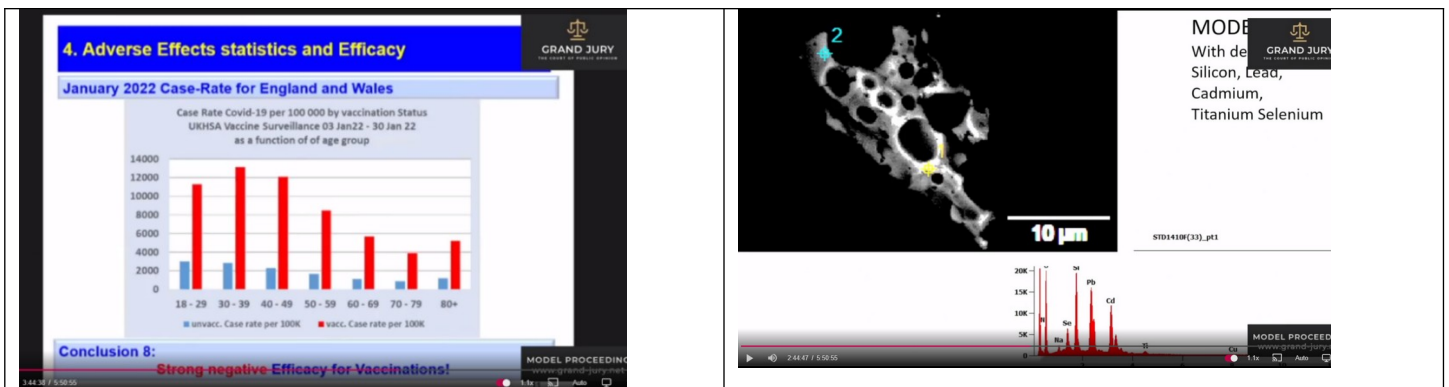 4. Adverse Effects statistics and Efficacy
GRAND JURY
THE COURT OF PUBLIC OPINION
January 2022 Case-Rate for England and Wales
Case Rate Covid-19 per 100 000 by vaccination Status
UKHSA Vaccine Surveillance 03 Jan22 - 30 Jan 22
as a function of of age group
14000
12000
10000
8000
6000
4000
2000
0
18 - 29 30 - 39 40 - 49 50 - 59 60 - 69 70 - 79 80+
unvacc. Case rate per 100K vacc. Case rate per 100K
Conclusion 8:
Strong negative Efficacy for Vaccinations!
MODEL PROCEEDING
www.grand-jury.net
3:44:38 / 5:50:55
1.1x Auto
2
1
10 µm
MODE
With de
Silicon, Lead,
Cadmium,
Titanium Selenium
GRAND JURY
STD1410F(33)_pt1
20K
15K
10K
5K
0
N
Na
Se
Si
Pb
Cd
Ti
Cu
MODEL PROCEEDING
www.grand-jury.
2:44:47 / 5:50:55
1.1x Auto